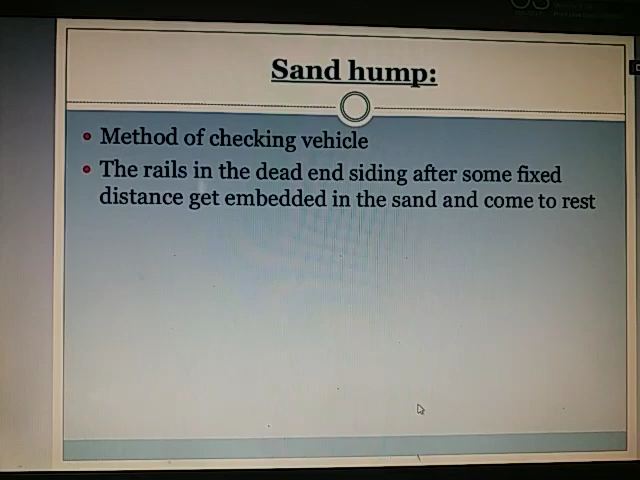 Sand hump:
• Method of checking vehicle
• The rails in the dead end siding after some fixed
distance get embedded in the sand and come to rest